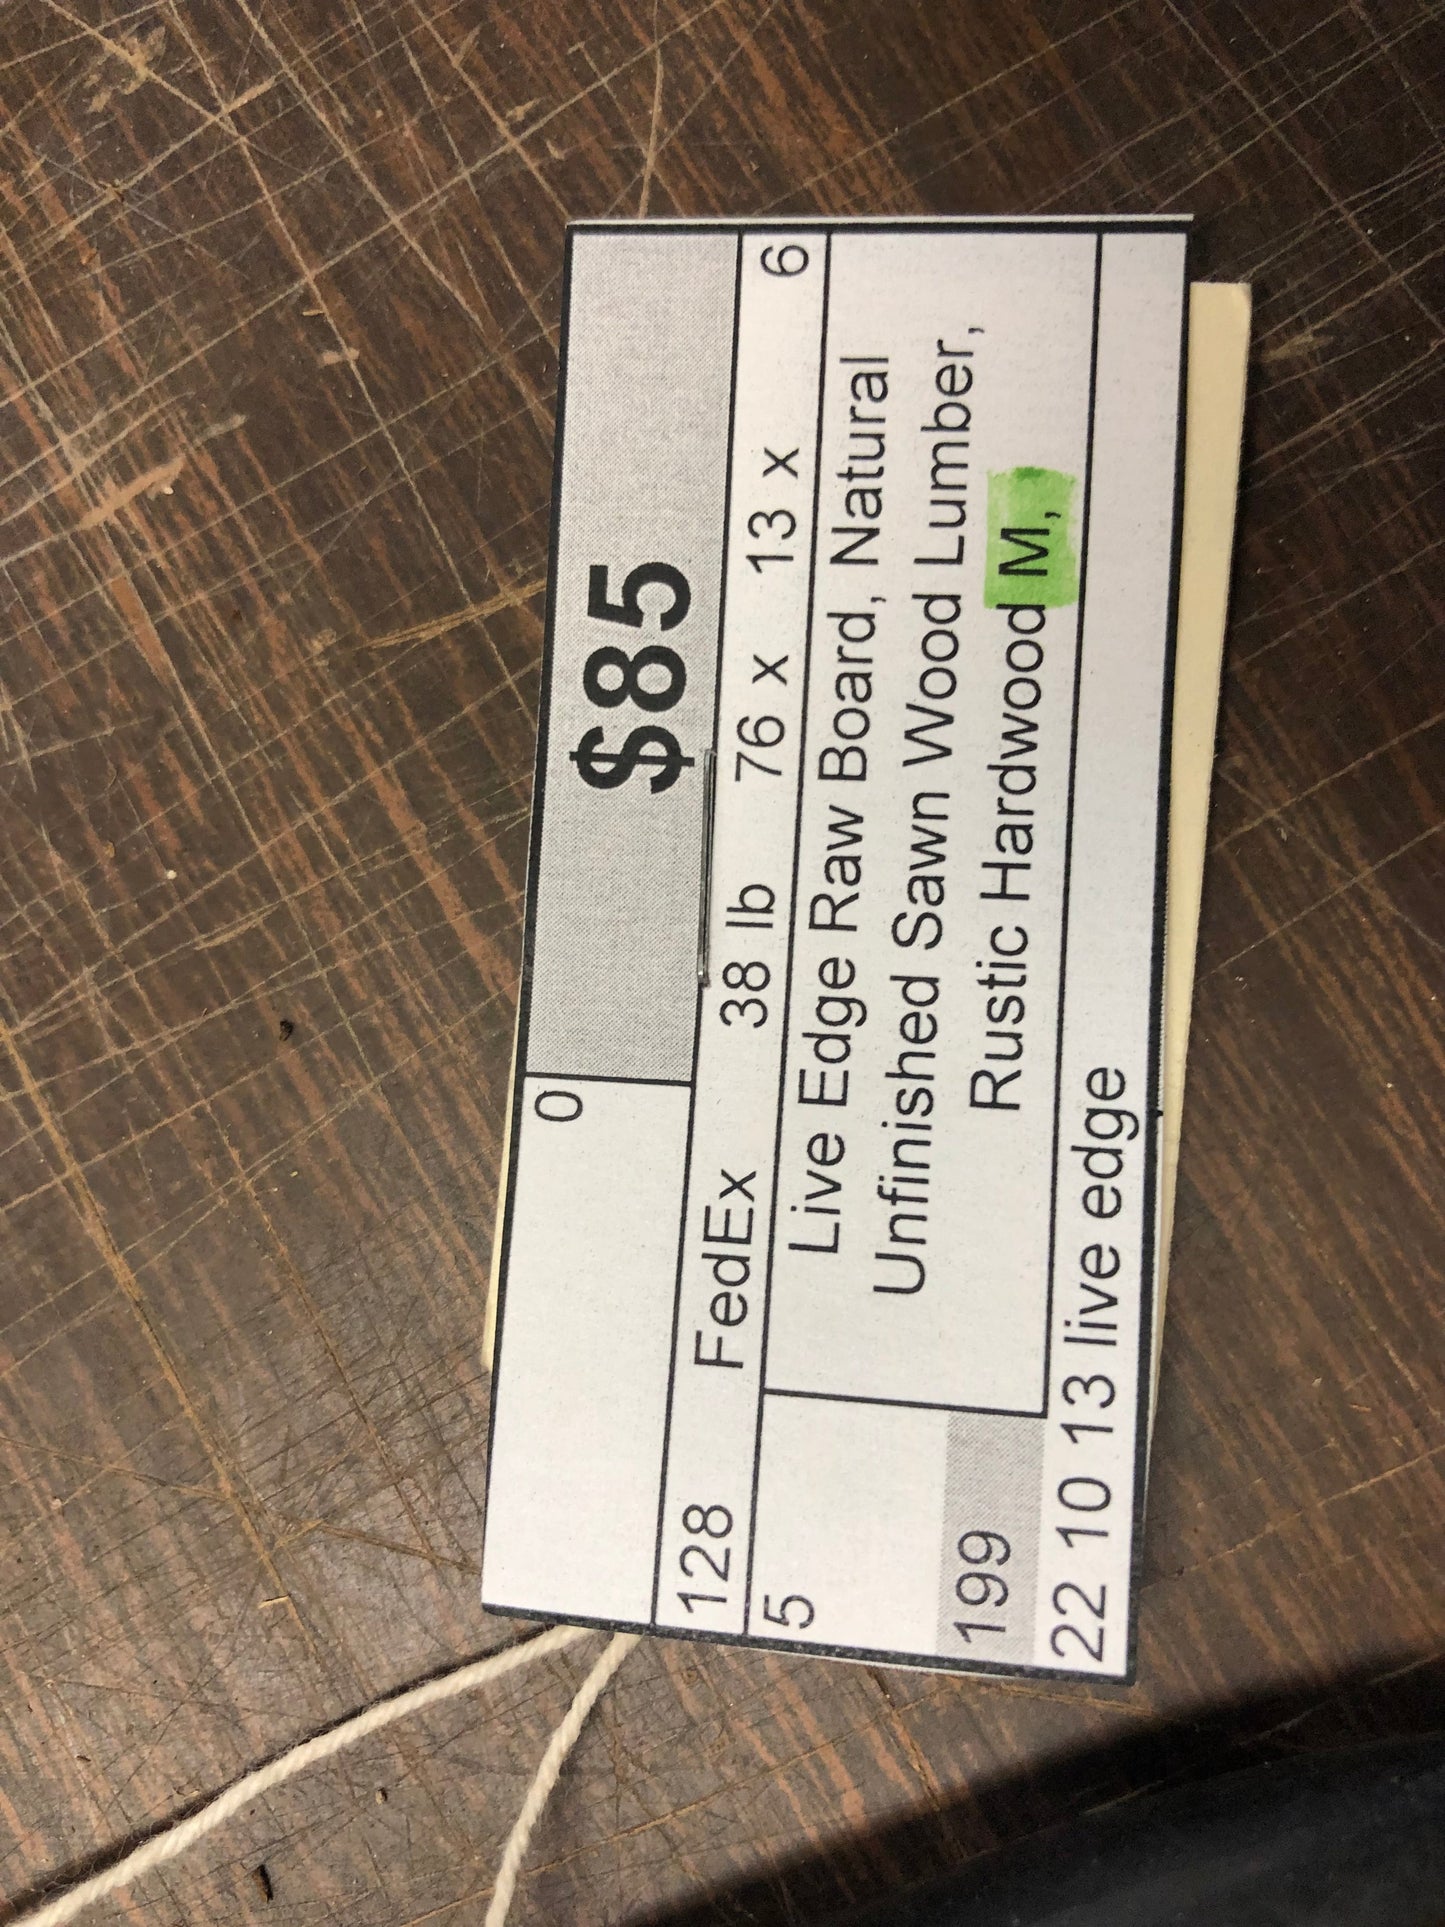 0 $85
128 FedEx 38 lb 76 x 13 x 6
5
Live Edge Raw Board, Natural
Unfinished Sawn Wood Lumber,
Rustic Hardwood M,
199
22 10 13 live edge